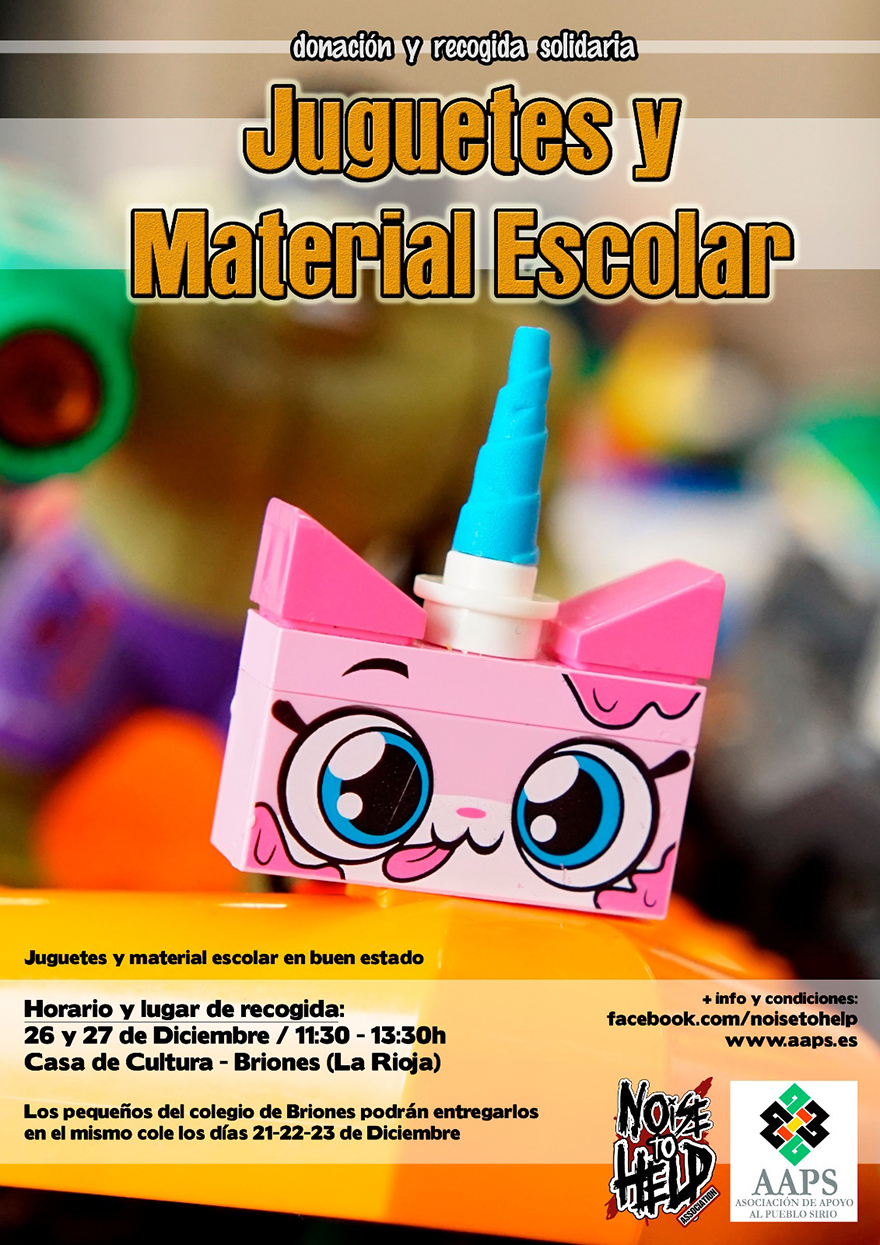 donación y recogida solidaria
Juguetes y
Material Escolar
Juguetes y material escolar en buen estado
Horario y lugar de recogida:
26 y 27 de Diciembre / 11:30 - 13:30h
Casa de Cultura - Briones (La Rioja)
Los pequeños del colegio de Briones podrán entregarlos
en el mismo cole los días 21-22-23 de Diciembre
+ info y condiciones:
facebook.com/noisetohelp
www.aaps.es
NOISE
TO
HELP
ASSOCIATION
AAPS
ASOCIACIÓN DE APOYO
AL PUEBLO SIRIO